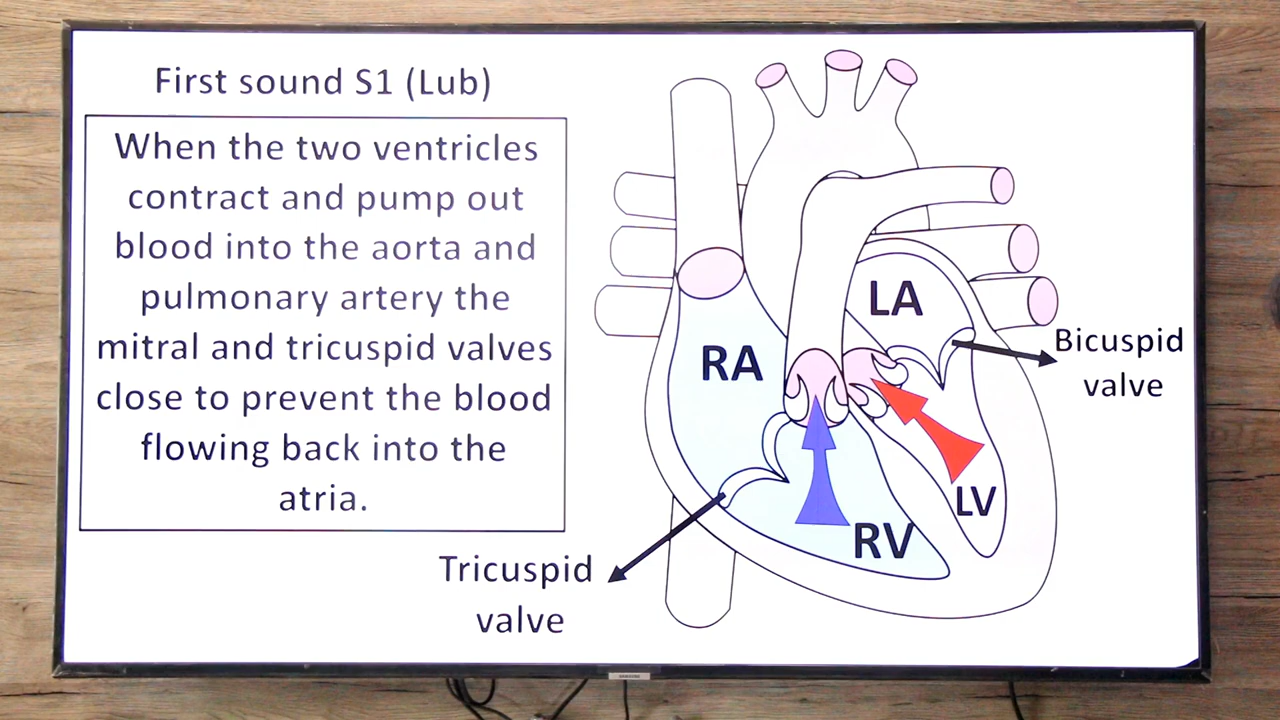 First sound S1 (Lub)
When the two ventricles
contract and pump out
blood into the aorta and
pulmonary artery the
mitral and tricuspid valves
close to prevent the blood
flowing back into the
atria.
LA
RA
Bicuspid
valve
LV
RV
Tricuspid
valve
SAMSUNG